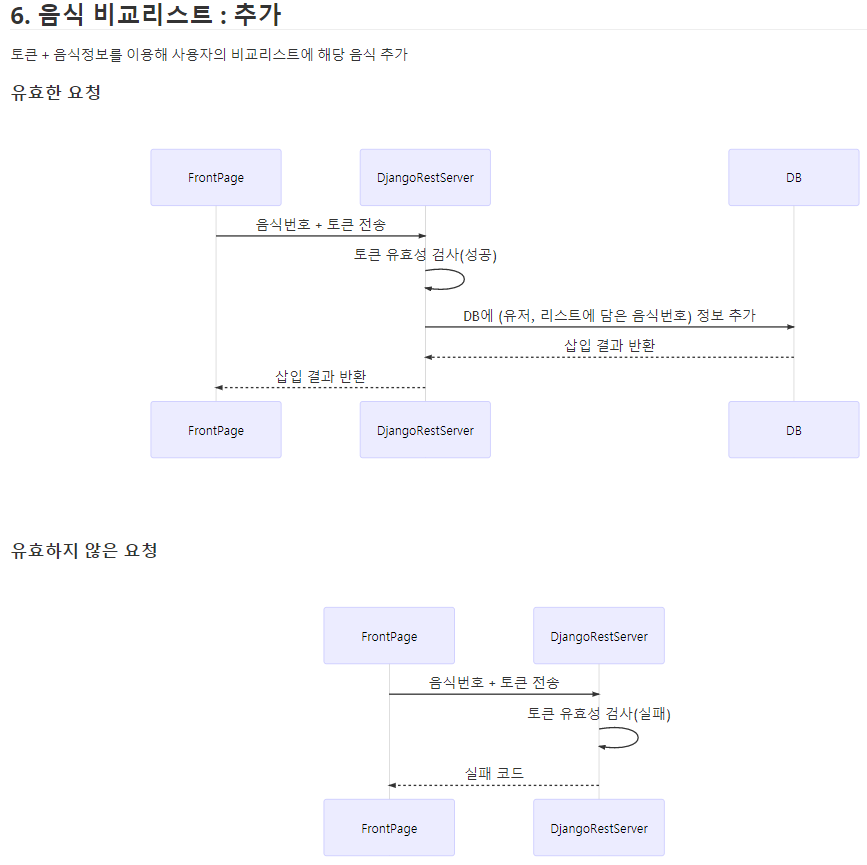 6. 음식 비교리스트 : 추가
토큰 + 음식정보를 이용해 사용자의 비교리스트에 해당 음식 추가
유효한 요청
FrontPage
DjangoRestServer
DB
음식번호 + 토큰 전송
토큰 유효성 검사(성공)
DB에 (유저, 리스트에 담은 음식번호) 정보 추가
삽입 결과 반환
삽입 결과 반환
FrontPage
DjangoRestServer
DB
유효하지 않은 요청
FrontPage
DjangoRestServer
음식번호 + 토큰 전송
토큰 유효성 검사(실패)
실패 코드
FrontPage
DjangoRestServer